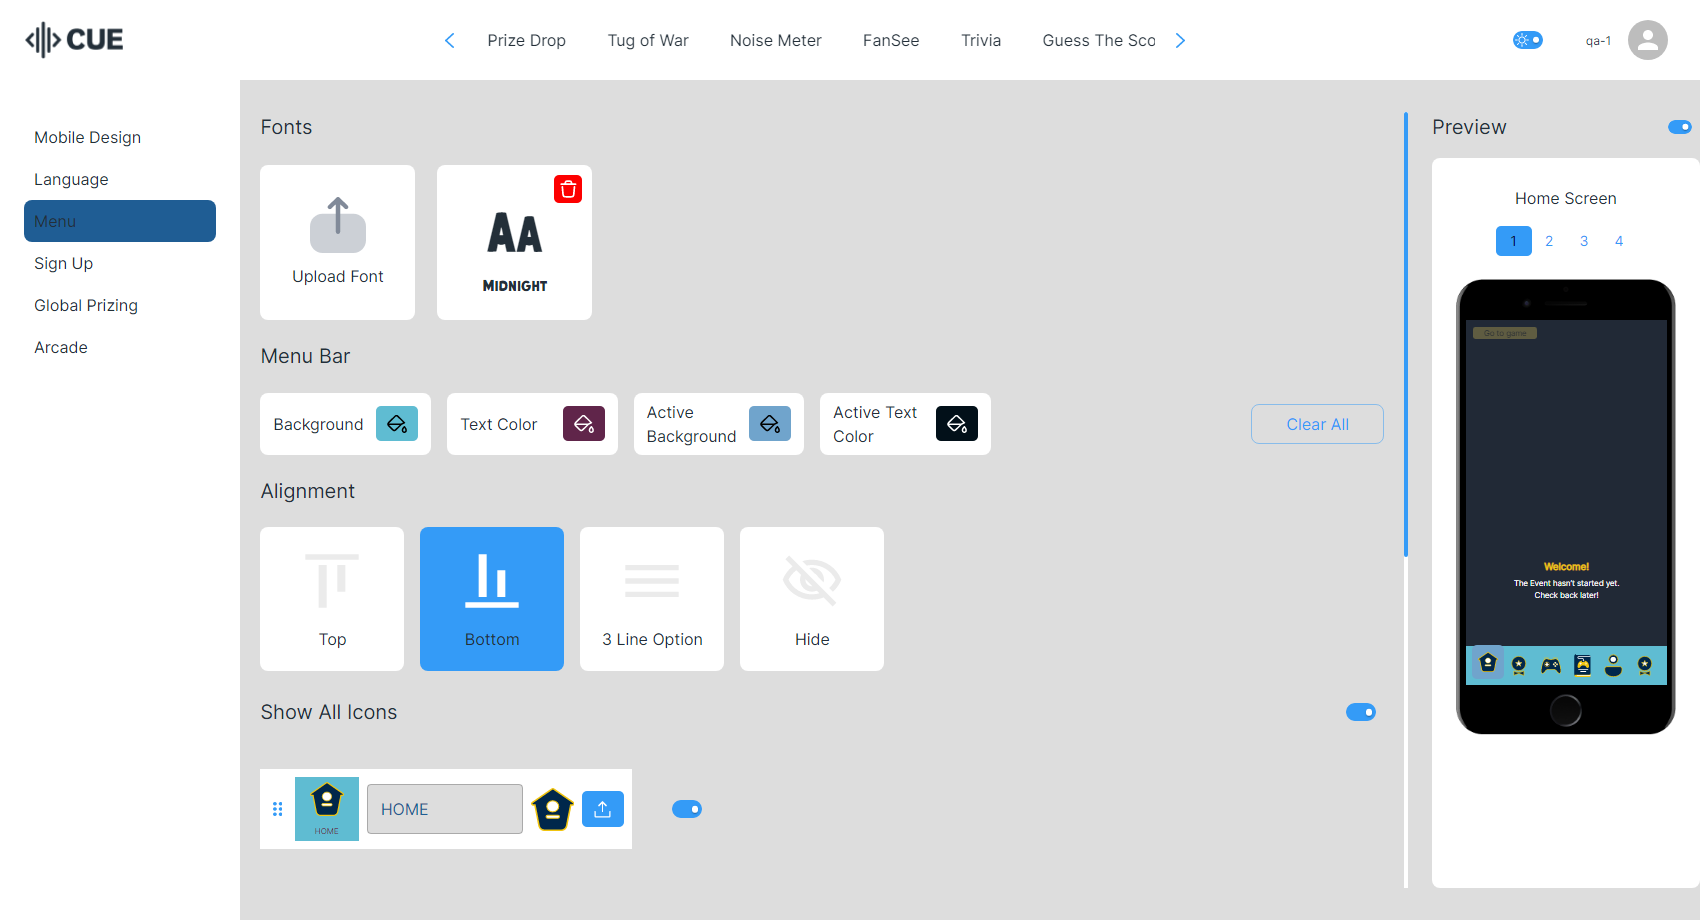 CUE
Prize Drop
Tug of War
Noise Meter
FanSee
Trivia
Guess The Sco
qa-1
Mobile Design
Language
Menu
Sign Up
Global Prizing
Arcade
Fonts
Upload Font
AA
MIDNIGHT
Menu Bar
Background
Text Color
Active
Background
Active Text
Color
Clear All
Alignment
Top
Bottom
3 Line Option
Hide
Show All Icons
HOME
HOME
Preview
Home Screen
1
2
3
4
Go to game
Welcome!
The Event hasn't started yet.
Check back later!